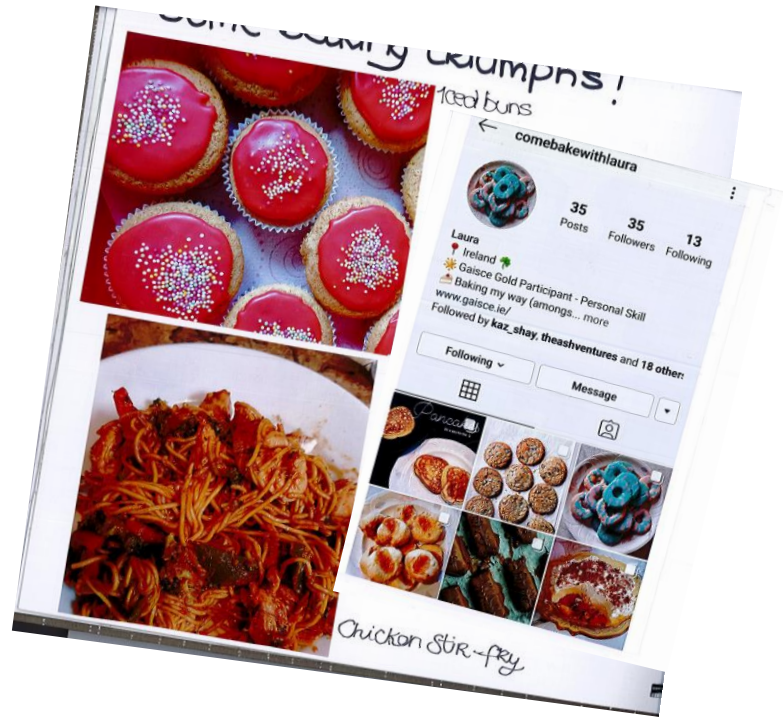 Some baking triumphs!
Iced buns
comebakewithlaura
35 35 13
Posts Followers Following
Laura
Ireland
Gaisce Gold Participant - Personal Skill
Baking my way (amongs... more
www.gaisce.ie/
Followed by kaz_shay, theashventures and 18 others
Following
Message
Pancakes
Chicken Stir-fry